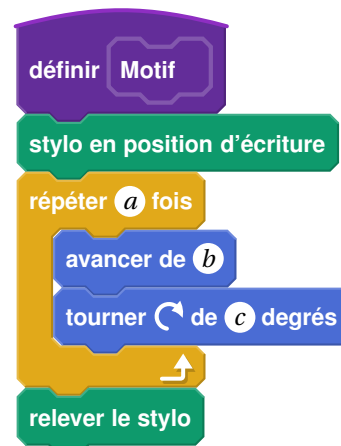 définir Motif
stylo en position d’écriture
répéter a fois
avancer de b
tourner de c degrés
relever le stylo